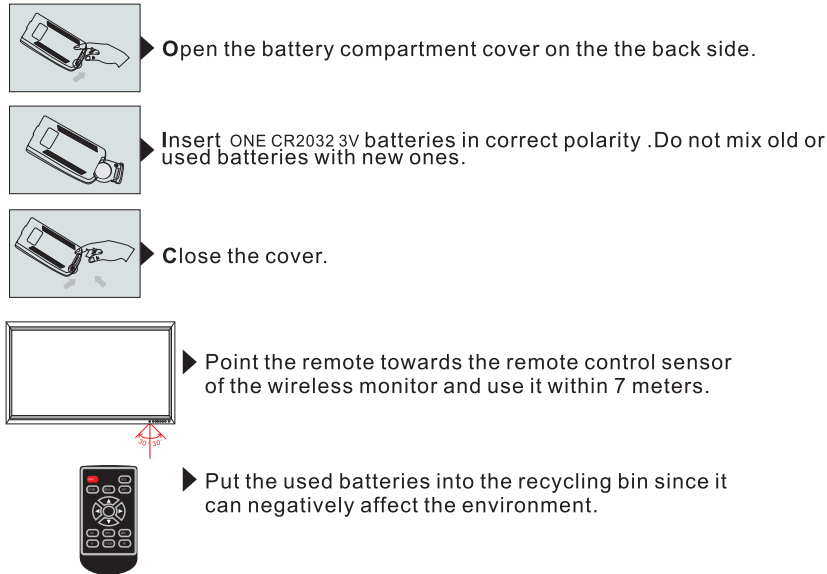 Open the battery compartment cover on the the back side.
Insert ONE CR2032 3V batteries in correct polarity .Do not mix old or
used batteries with new ones.
Close the cover.
Point the remote towards the remote control sensor
of the wireless monitor and use it within 7 meters.
30° 30°
Put the used batteries into the recycling bin since it
can negatively affect the environment.